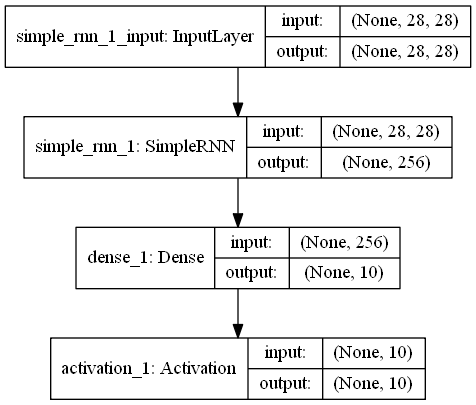 simple_rnn_1_input: InputLayer
input: (None, 28, 28)
output: (None, 28, 28)
simple_rnn_1: SimpleRNN
input: (None, 28, 28)
output: (None, 256)
dense_1: Dense
input: (None, 256)
output: (None, 10)
activation_1: Activation
input: (None, 10)
output: (None, 10)